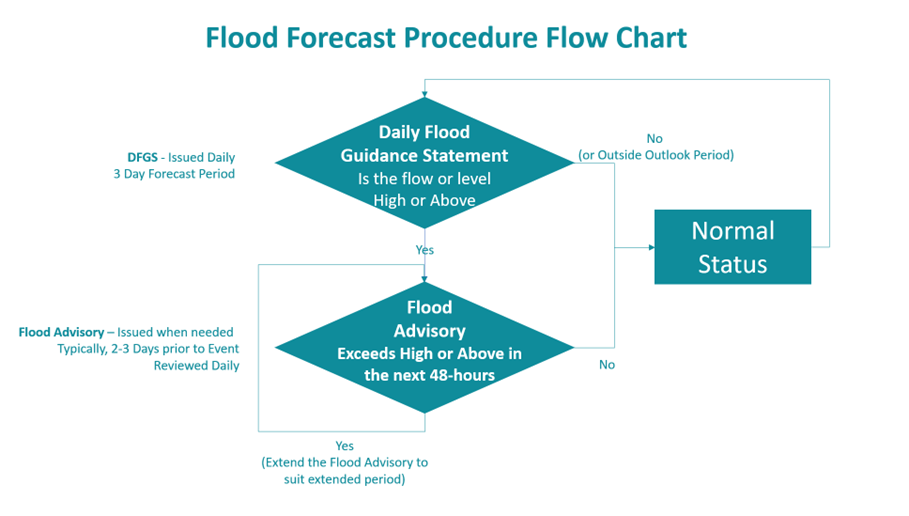 Flood Forecast Procedure Flow Chart
Daily Flood
Guidance Statement
Is the flow or level
High or Above
DFGS - Issued Daily
3 Day Forecast Period
No
(or Outside Outlook Period)
Normal
Status
Yes
Flood
Advisory
Exceeds High or Above in
the next 48-hours
Flood Advisory – Issued when needed
Typically, 2-3 Days prior to Event
Reviewed Daily
No
Yes
(Extend the Flood Advisory to
suit extended period)